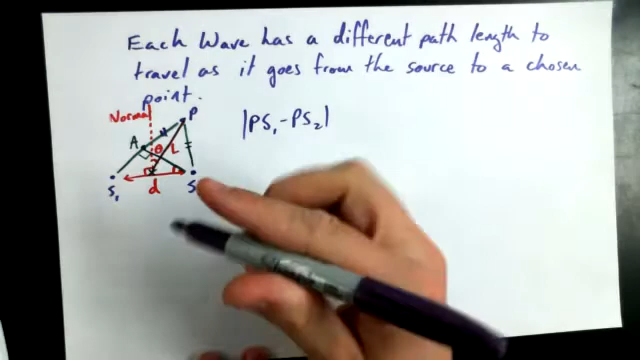 Each Wave has a different path length to
travel as it goes from the source to a chosen
point.
Normal
P
|PS₁-PS₂|
A
θ
L
S₁
d
S